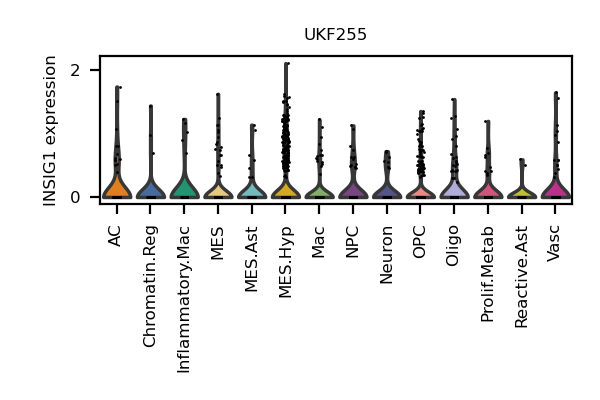 UKF255
INSIG1 expression
2
0
AC
Chromatin.Reg
Inflammatory.Mac
MES
MES.Ast
MES.Hyp
Mac
NPC
Neuron
OPC
Oligo
Prolif.Metab
Reactive.Ast
Vasc